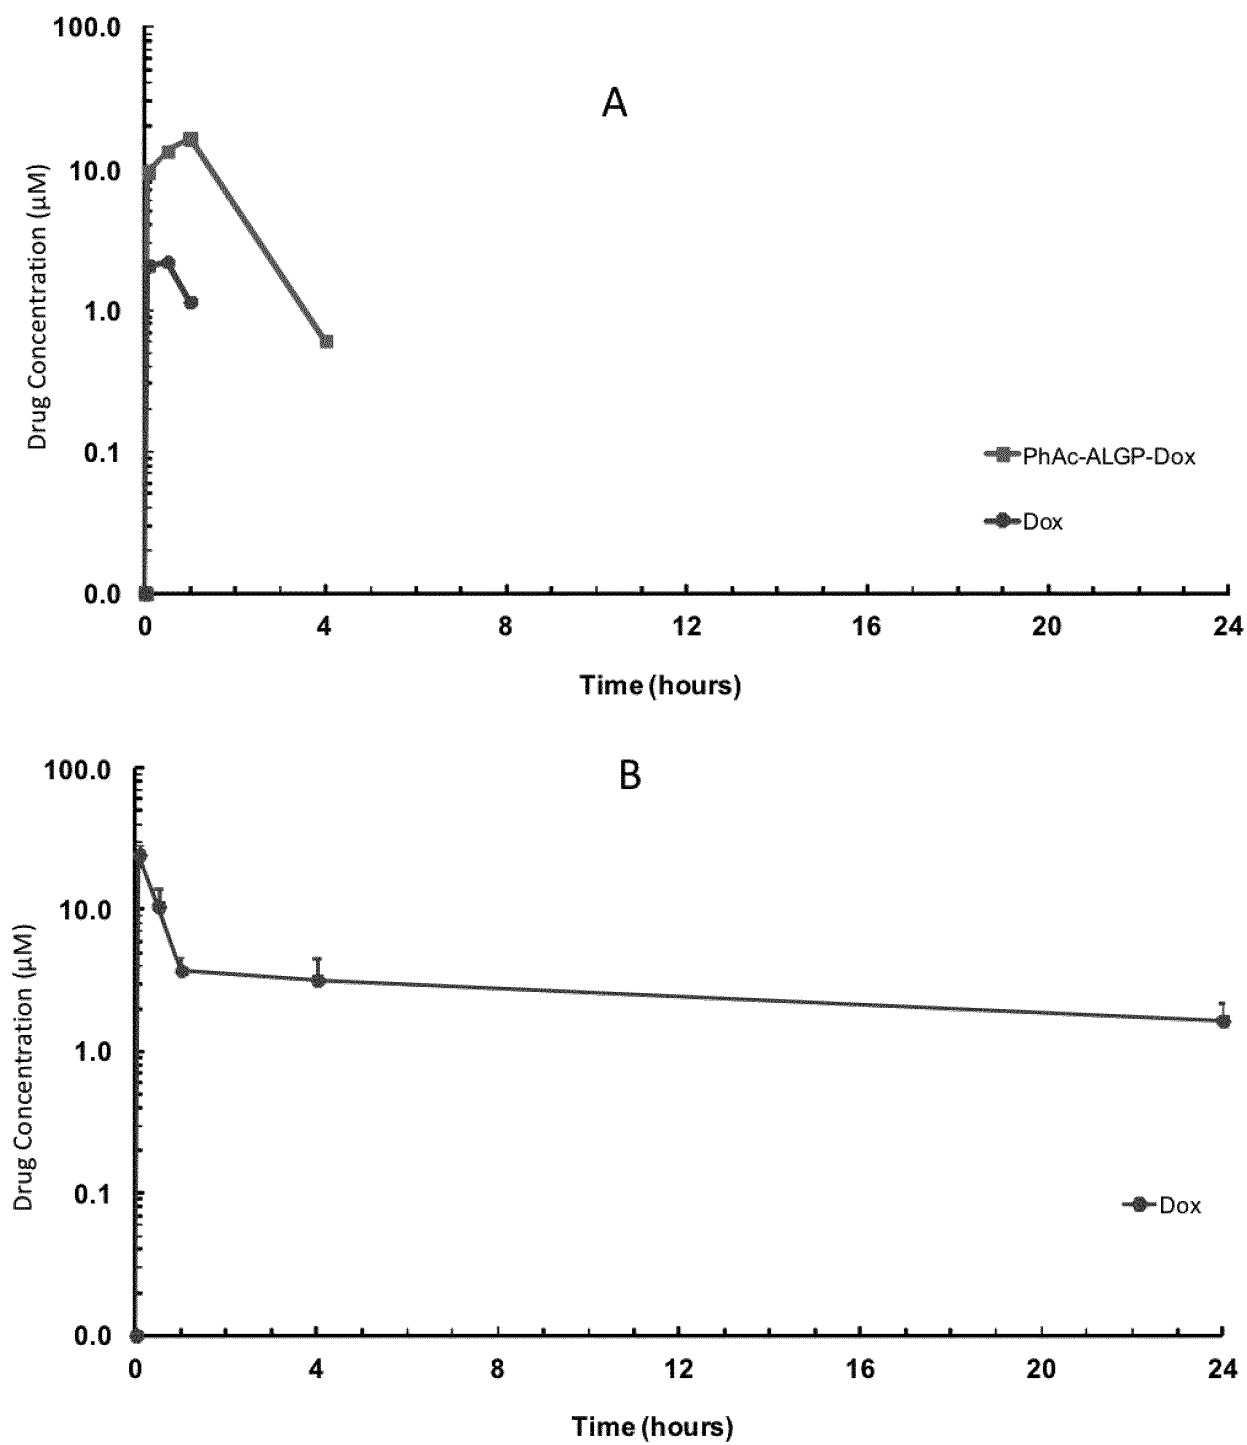 100.0
A
10.0
Drug Concentration (µM)
1.0
0.1
PhAc-ALGP-Dox
Dox
0.0
0 4 8 12 16 20 24
Time (hours)
100.0
B
10.0
Drug Concentration (µM)
1.0
0.1
Dox
0.0
0 4 8 12 16 20 24
Time (hours)